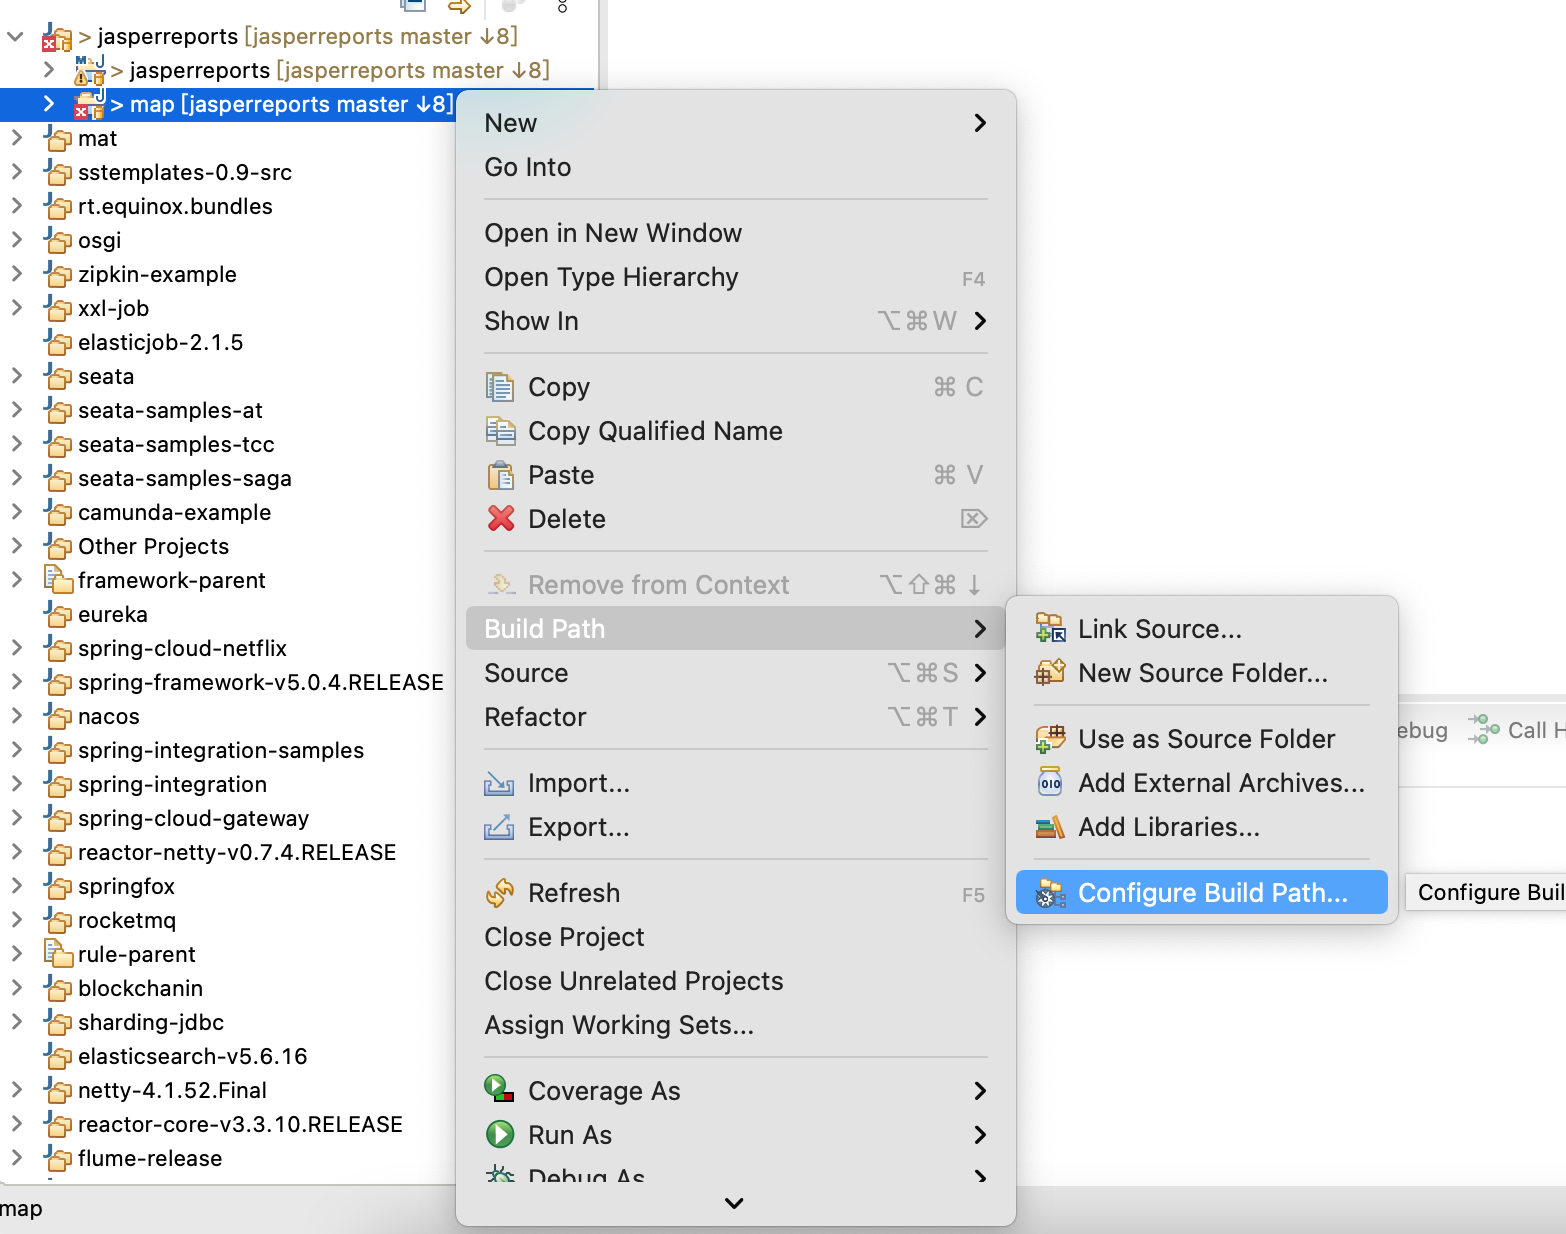 > jasperreports [jasperreports master ↓8]
> jasperreports [jasperreports master ↓8]
> map [jasperreports master ↓8]
mat
sstemplates-0.9-src
rt.equinox.bundles
osgi
zipkin-example
xxl-job
elasticjob-2.1.5
seata
seata-samples-at
seata-samples-tcc
seata-samples-saga
camunda-example
Other Projects
framework-parent
eureka
spring-cloud-netflix
spring-framework-v5.0.4.RELEASE
nacos
spring-integration-samples
spring-integration
spring-cloud-gateway
reactor-netty-v0.7.4.RELEASE
springfox
rocketmq
rule-parent
blockchanin
sharding-jdbc
elasticsearch-v5.6.16
netty-4.1.52.Final
reactor-core-v3.3.10.RELEASE
flume-release
map
New
Go Into
Open in New Window
Open Type Hierarchy F4
Show In ⌥⌘W
Copy ⌘C
Copy Qualified Name
Paste ⌘V
Delete ⌦
Remove from Context ⌥⇧⌘↓
Build Path
Source ⌥⌘S
Refactor ⌥⌘T
Import...
Export...
Refresh F5
Close Project
Close Unrelated Projects
Assign Working Sets...
Coverage As
Run As
Debug As
Link Source...
New Source Folder...
Use as Source Folder
Add External Archives...
Add Libraries...
Configure Build Path...
Configure Buil
ebug Call H